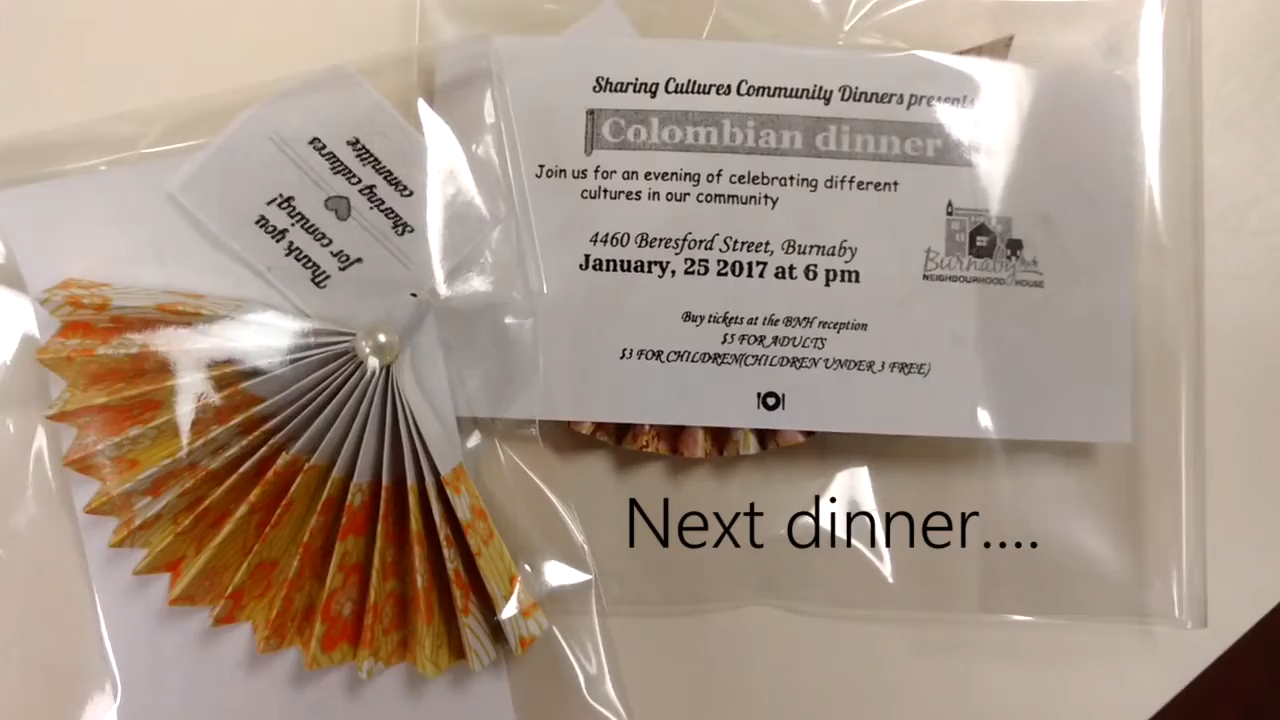 Sharing Cultures Community Dinners presents
Colombian dinner
Join us for an evening of celebrating different
cultures in our community
4460 Beresford Street, Burnaby
January, 25 2017 at 6 pm
Buy tickets at the BNH reception
$5 FOR ADULTS
$3 FOR CHILDREN(CHILDREN UNDER 3 FREE)
Burnaby
NEIGHBOURHOOD HOUSE
Thank you
for coming!
Sharing cultures
committee
Next dinner....